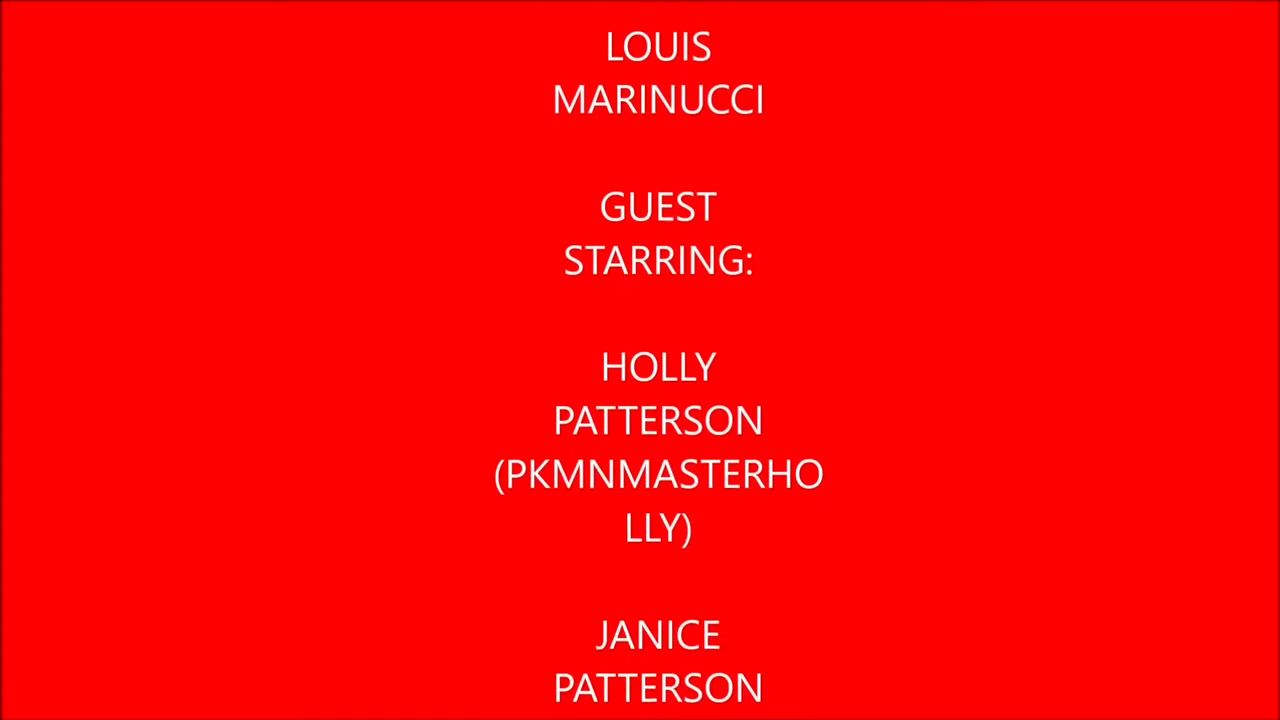 LOUIS
MARINUCCI
GUEST
STARRING:
HOLLY
PATTERSON
(PKMNMASTERHO
LLY)
JANICE
PATTERSON